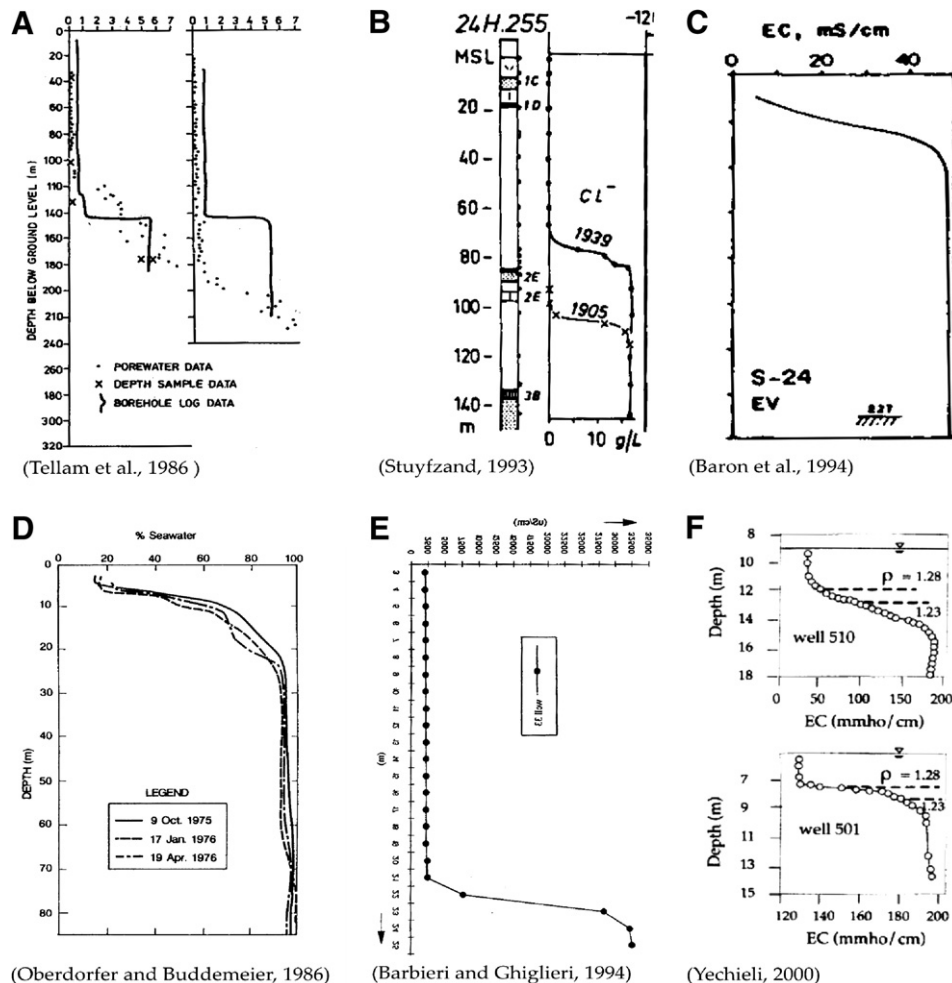 A
0 1 2 3 4 5 6
0 1 2 3 4 5 6 7
DEPTH BELOW GROUND LEVEL (m)
0
20
40
60
80
100
120
140
160
180
200
220
240
260
280
300
320
POREWATER DATA
DEPTH SAMPLE DATA
BOREHOLE LOG DATA
(Tellam et al., 1986 )
B
24H.255
MSL
20
40
60
80
100
120
140
m
1C
1D
2E
2E
3B
CL⁻
1939
1905
0 10 g/L
(Stuyfzand, 1993)
C
EC, mS/cm
0 20 40
S-24
EV
227
(Baron et al., 1994)
D
% Seawater
0 20 40 60 80 100
DEPTH (m)
0
10
20
30
40
50
60
70
80
LEGEND
9 Oct. 1975
17 Jan. 1976
19 Apr. 1976
(Oberdorfer and Buddemeier, 1986)
E
(uS/cm)
(m)
(Barbieri and Ghiglieri, 1994)
F
Depth (m)
8
10
12
14
16
18
ρ = 1.28
1.23
well 510
0 50 100 150 200
EC (mmho/cm)
Depth (m)
7
9
11
13
15
ρ = 1.28
1.23
well 501
120 140 160 180 200
EC (mmho/cm)
(Yechieli, 2000)